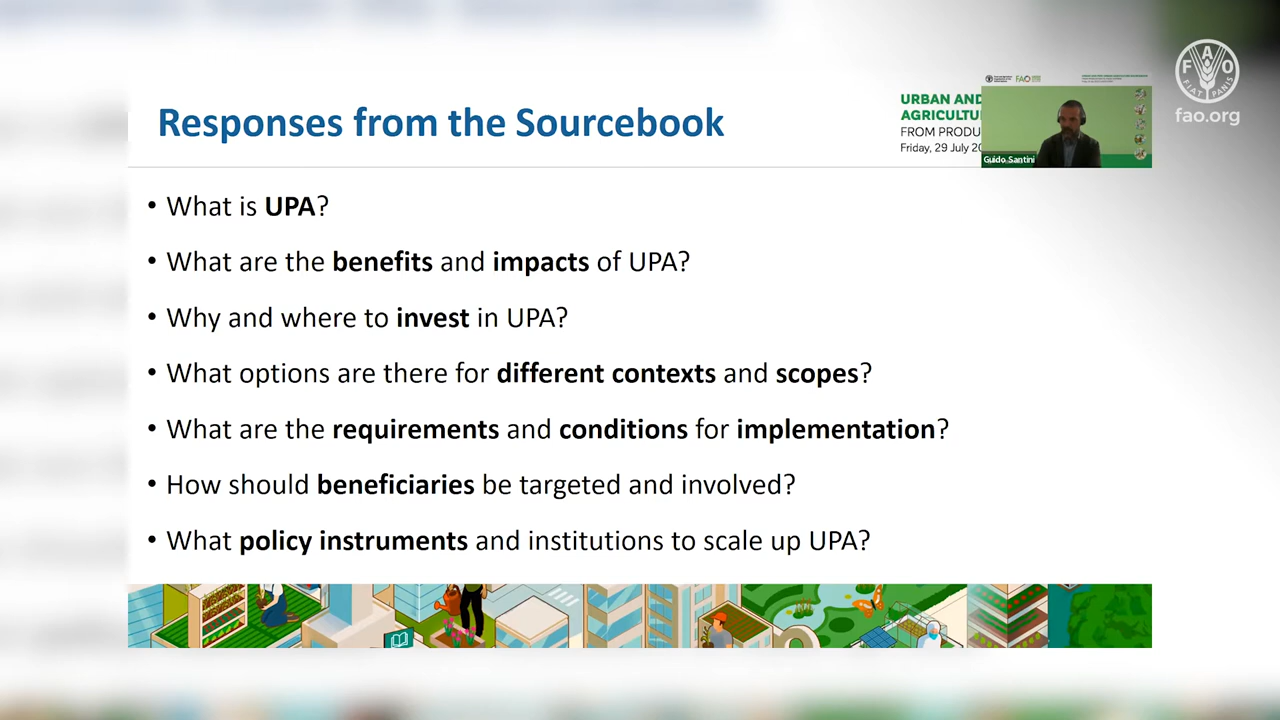 Responses from the Sourcebook
URBAN AND
AGRICULTU
FROM PRODU
Friday, 29 July 20
FAO
Guido Santini
F A O
FIAT PANIS
fao.org
• What is UPA?
• What are the benefits and impacts of UPA?
• Why and where to invest in UPA?
• What options are there for different contexts and scopes?
• What are the requirements and conditions for implementation?
• How should beneficiaries be targeted and involved?
• What policy instruments and institutions to scale up UPA?